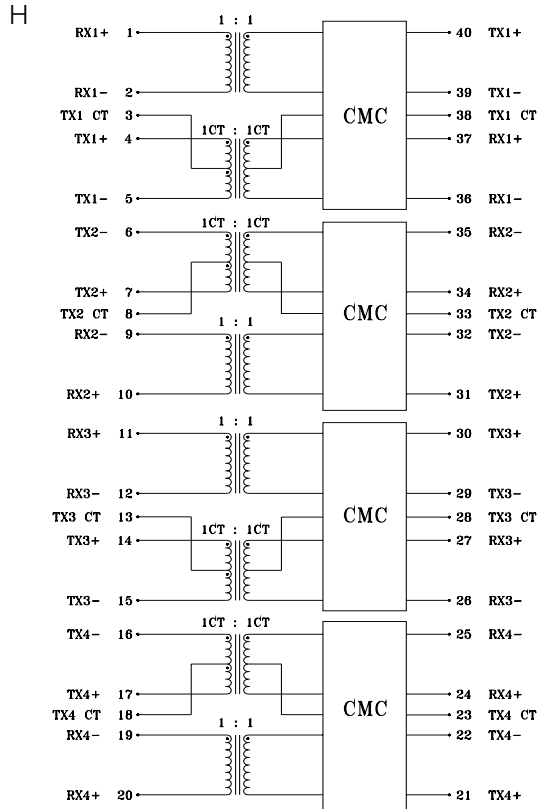 H
1 : 1
RX1+ 1 40 TX1+
RX1- 2 39 TX1-
TX1 CT 3 CMC 38 TX1 CT
1CT : 1CT
TX1+ 4 37 RX1+
TX1- 5 36 RX1-
1CT : 1CT
TX2- 6 35 RX2-
TX2+ 7 34 RX2+
TX2 CT 8 CMC 33 TX2 CT
1 : 1
RX2- 9 32 TX2-
RX2+ 10 31 TX2+
1 : 1
RX3+ 11 30 TX3+
RX3- 12 29 TX3-
TX3 CT 13 CMC 28 TX3 CT
1CT : 1CT
TX3+ 14 27 RX3+
TX3- 15 26 RX3-
1CT : 1CT
TX4- 16 25 RX4-
TX4+ 17 24 RX4+
TX4 CT 18 CMC 23 TX4 CT
1 : 1
RX4- 19 22 TX4-
RX4+ 20 21 TX4+